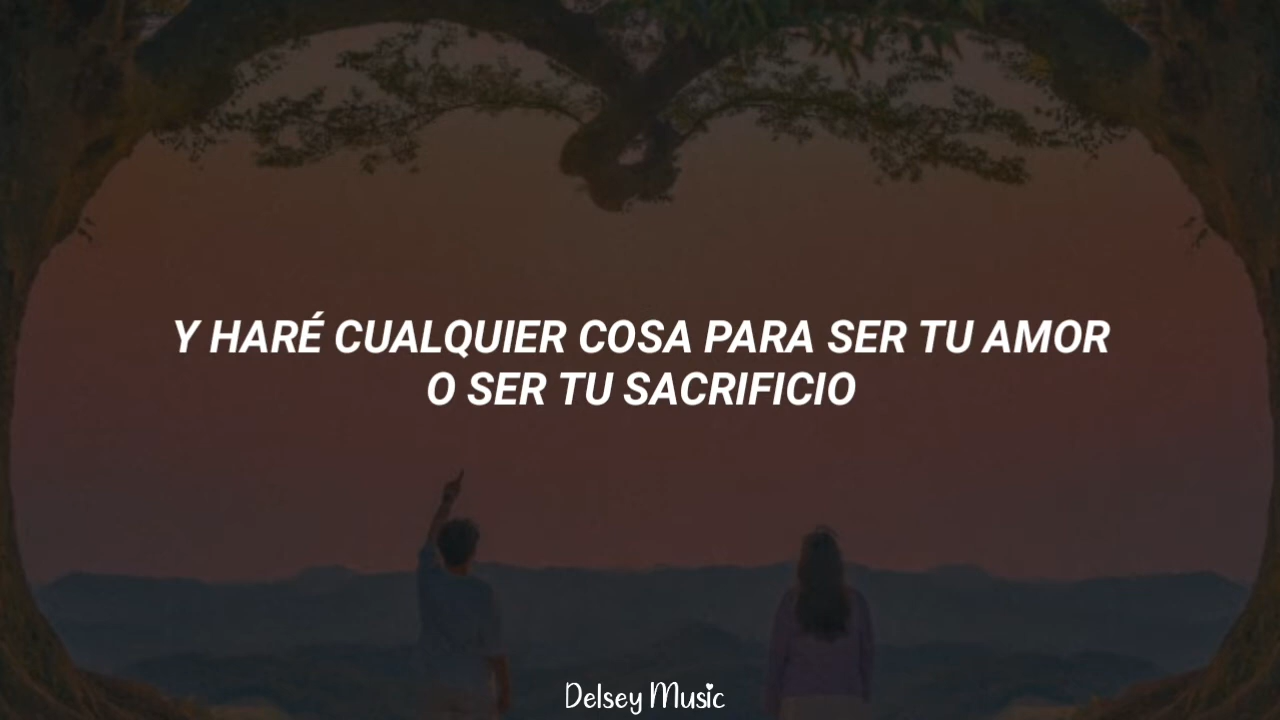 Y HARÉ CUALQUIER COSA PARA SER TU AMOR
O SER TU SACRIFICIO
Delsey Music